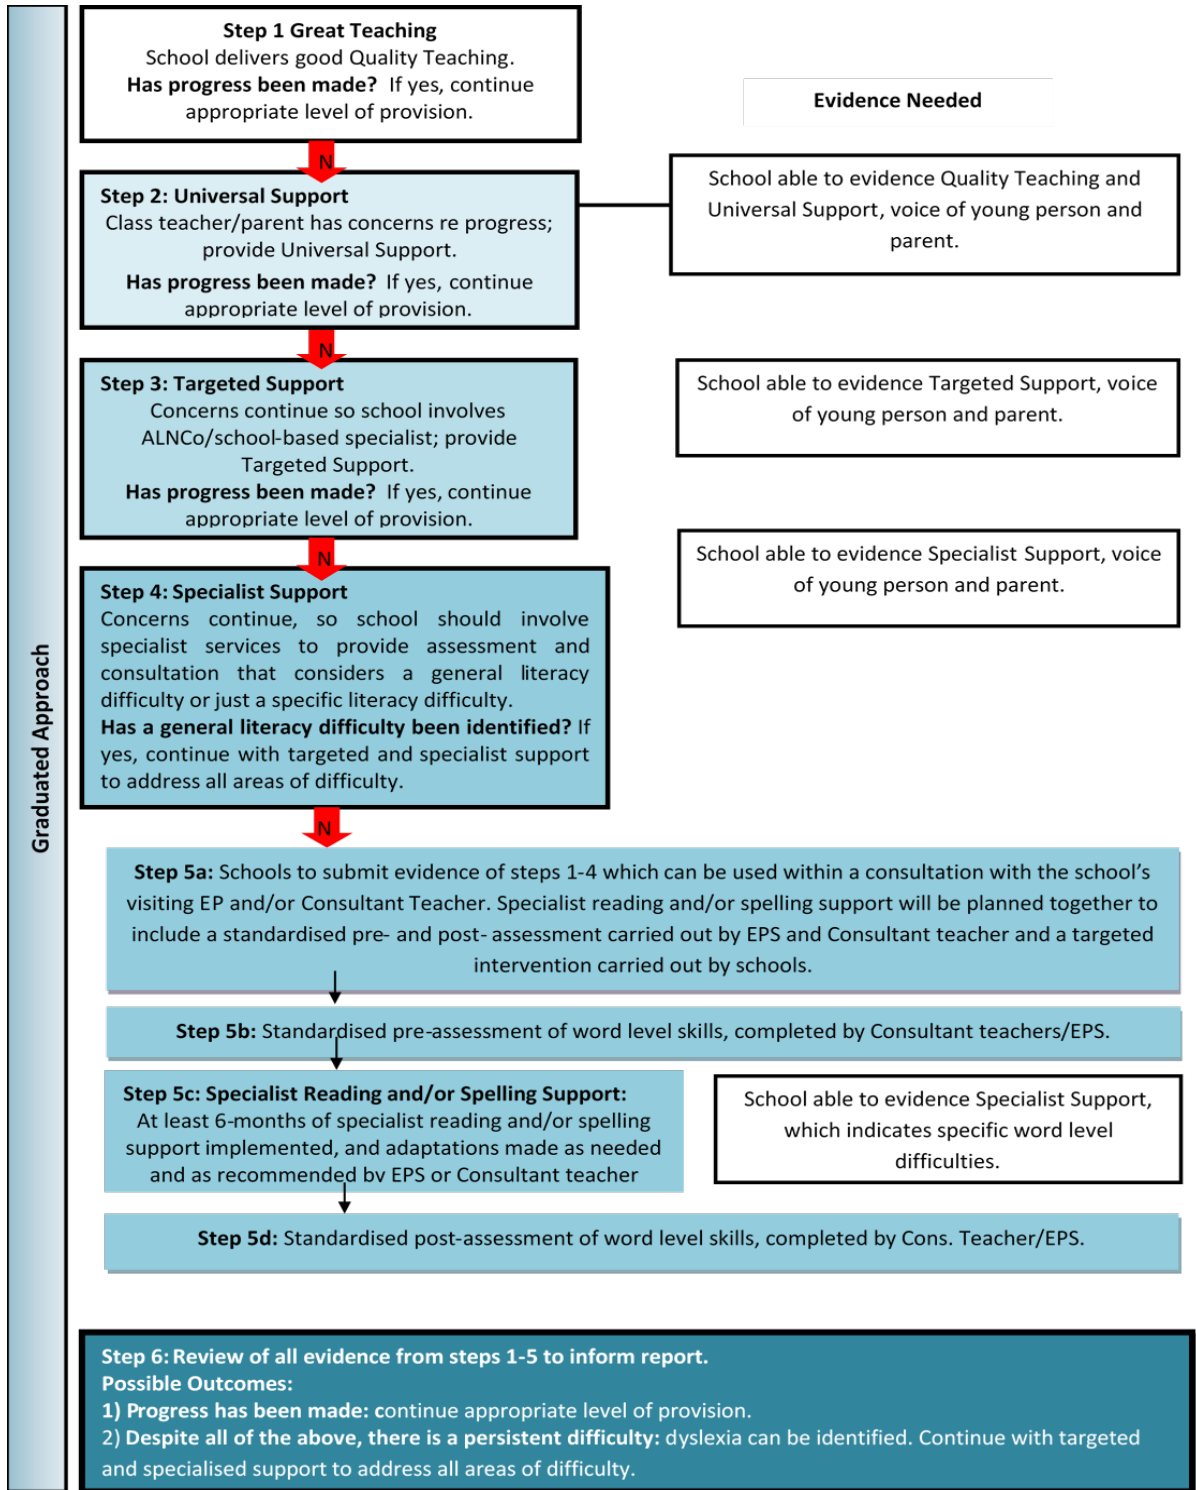 Graduated Approach
Step 1 Great Teaching
School delivers good Quality Teaching.
Has progress been made? If yes, continue
appropriate level of provision.
Evidence Needed
N
Step 2: Universal Support
Class teacher/parent has concerns re progress;
provide Universal Support.
Has progress been made? If yes, continue
appropriate level of provision.
School able to evidence Quality Teaching and
Universal Support, voice of young person and
parent.
N
Step 3: Targeted Support
Concerns continue so school involves
ALNCo/school-based specialist; provide
Targeted Support.
Has progress been made? If yes, continue
appropriate level of provision.
School able to evidence Targeted Support, voice
of young person and parent.
N
Step 4: Specialist Support
Concerns continue, so school should involve
specialist services to provide assessment and
consultation that considers a general literacy
difficulty or just a specific literacy difficulty.
Has a general literacy difficulty been identified? If
yes, continue with targeted and specialist support
to address all areas of difficulty.
School able to evidence Specialist Support, voice
of young person and parent.
N
Step 5a: Schools to submit evidence of steps 1-4 which can be used within a consultation with the school's
visiting EP and/or Consultant Teacher. Specialist reading and/or spelling support will be planned together to
include a standardised pre- and post- assessment carried out by EPS and Consultant teacher and a targeted
intervention carried out by schools.
Step 5b: Standardised pre-assessment of word level skills, completed by Consultant teachers/EPS.
Step 5c: Specialist Reading and/or Spelling Support:
At least 6-months of specialist reading and/or spelling
support implemented, and adaptations made as needed
and as recommended by EPS or Consultant teacher
School able to evidence Specialist Support,
which indicates specific word level
difficulties.
Step 5d: Standardised post-assessment of word level skills, completed by Cons. Teacher/EPS.
Step 6: Review of all evidence from steps 1-5 to inform report.
Possible Outcomes:
1) Progress has been made: continue appropriate level of provision.
2) Despite all of the above, there is a persistent difficulty: dyslexia can be identified. Continue with targeted
and specialised support to address all areas of difficulty.